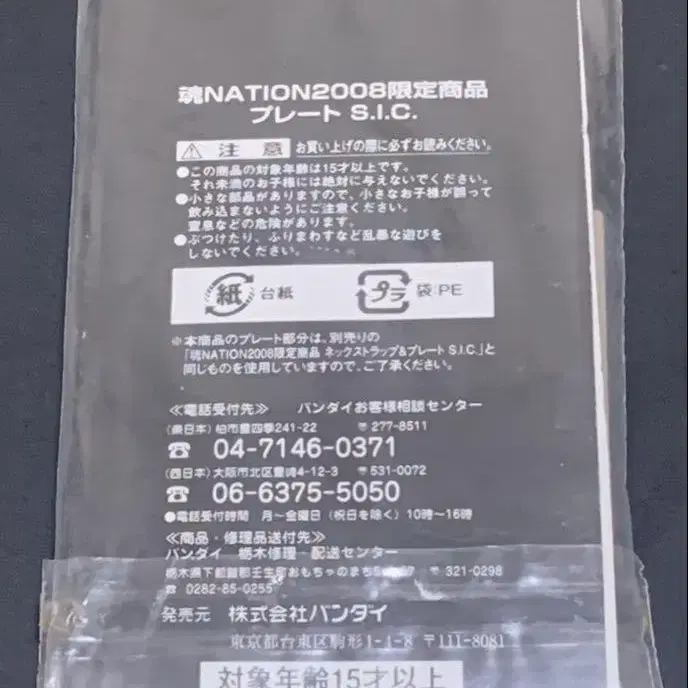 魂NATION2008限定商品
プレート S.I.C.
注 意 お買い上げの際に必ずお読みください。
●この商品の対象年齢は15才以上です。
それ未満のお子様には絶対に与えないでください。
●小さな部品がありますので、小さなお子様が誤って
飲み込まないようにご注意ください。
窒息などの危険があります。
●ぶつけたり、ふりまわすなど乱暴な遊びを
しないでください。
紙 台紙 プラ 袋:PE
※本商品のプレート部分は、別売りの
「魂NATION2008限定商品 ネックストラップ&プレート S.I.C.」と
同じものを使用していますので、ご了承ください。
≪電話受付先≫ バンダイお客様相談センター
(東日本) 柏市豊四季241-22 〒277-8511
☎ 04-7146-0371
(西日本) 大阪市北区豊崎4-12-3 〒531-0072
☎ 06-6375-5050
●電話受付時間 月～金曜日 (祝日を除く) 10時～16時
≪商品・修理品送付先≫
バンダイ 栃木修理・配送センター
栃木県下都賀郡壬生町おもちゃのまち 〒321-0298
☎ 0282-85-0255
発売元 株式会社バンダイ
東京都台東区駒形1-4-8 〒111-8081
対象年齢15才以上